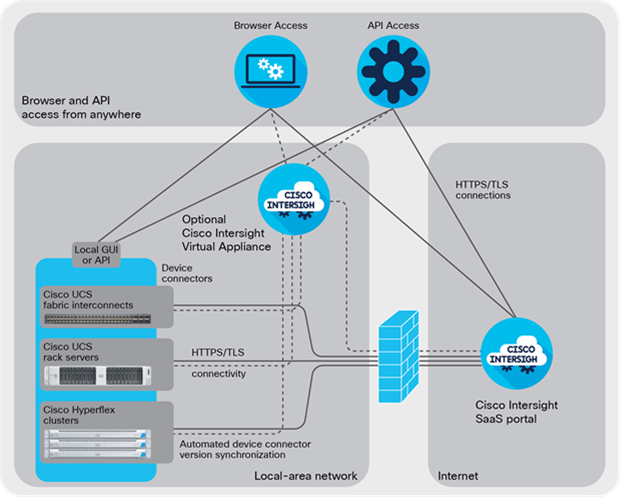 Browser Access
API Access
Browser and API
access from anywhere
CISCO
INTERSIGH
HTTPS/TLS
connections
Optional
Cisco Intersight
Virtual Appliance
Local GUI
or API
Device
connectors
Cisco UCS
fabric interconnects
Cisco UCS
rack servers
HTTPS/TLS
connectivity
CISCO
INTERSIGH
Cisco Hyperflex
clusters
Cisco Intersight
SaaS portal
Automated device connector
version synchronization
Local-area network
Internet